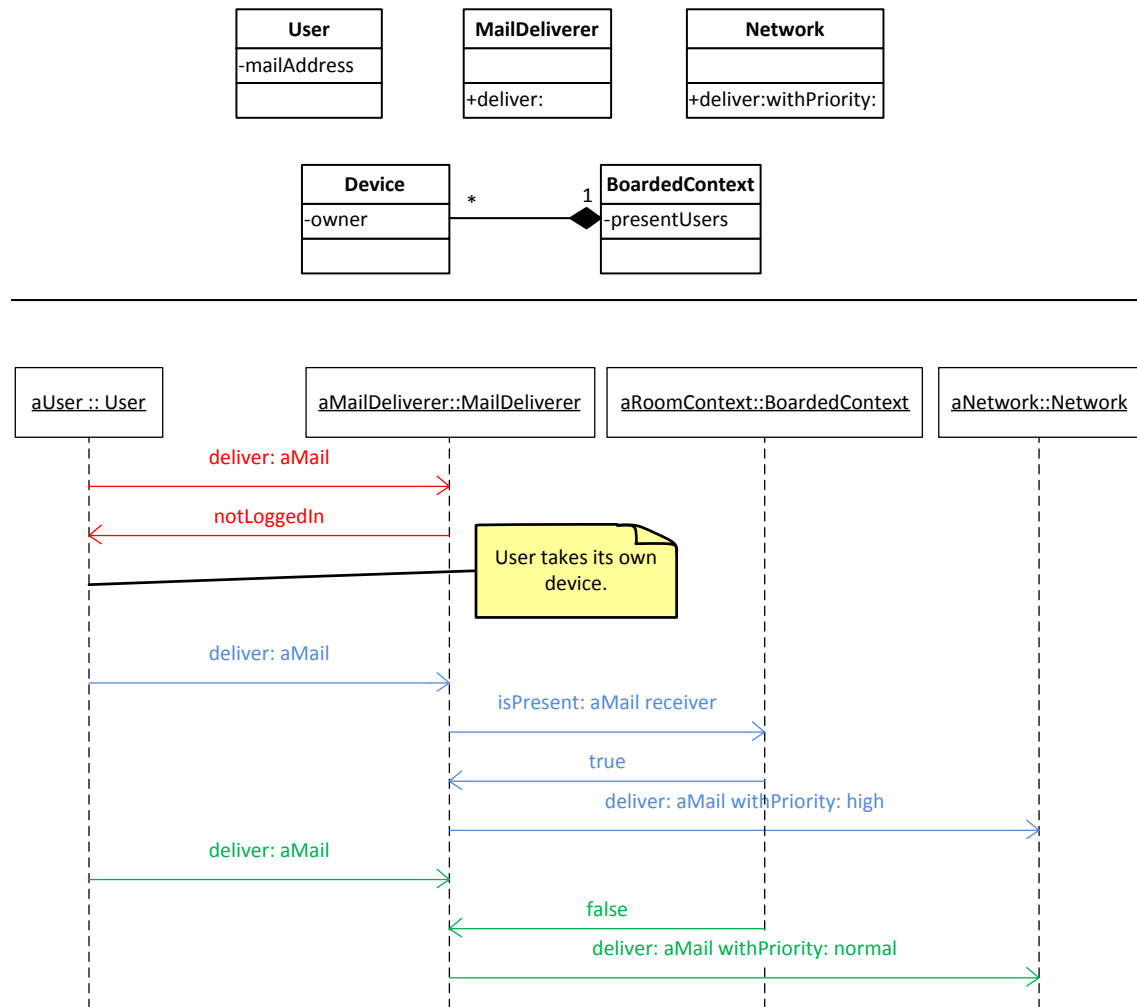 User
-mailAddress
MailDeliverer
+deliver:
Network
+deliver:withPriority:
Device
-owner
*
1
BoardedContext
-presentUsers
aUser :: User
aMailDeliverer::MailDeliverer
aRoomContext::BoardedContext
aNetwork::Network
deliver: aMail
notLoggedIn
User takes its own
device.
deliver: aMail
isPresent: aMail receiver
true
deliver: aMail withPriority: high
deliver: aMail
false
deliver: aMail withPriority: normal